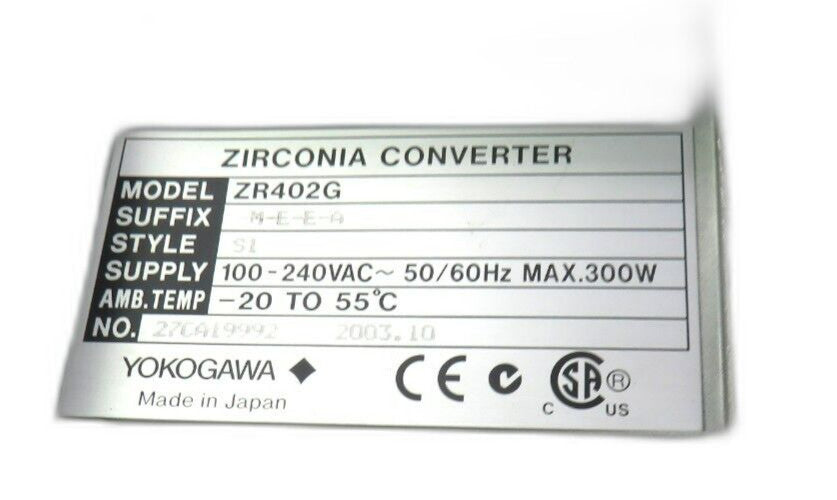 ZIRCONIA CONVERTER
MODEL ZR402G
SUFFIX -M-E-E-A
STYLE S1
SUPPLY 100-240VAC~ 50/60Hz MAX.300W
AMB.TEMP -20 TO 55°C
NO. 27CA19992 2003.10
YOKOGAWA
Made in Japan
CE
SA ®
C US